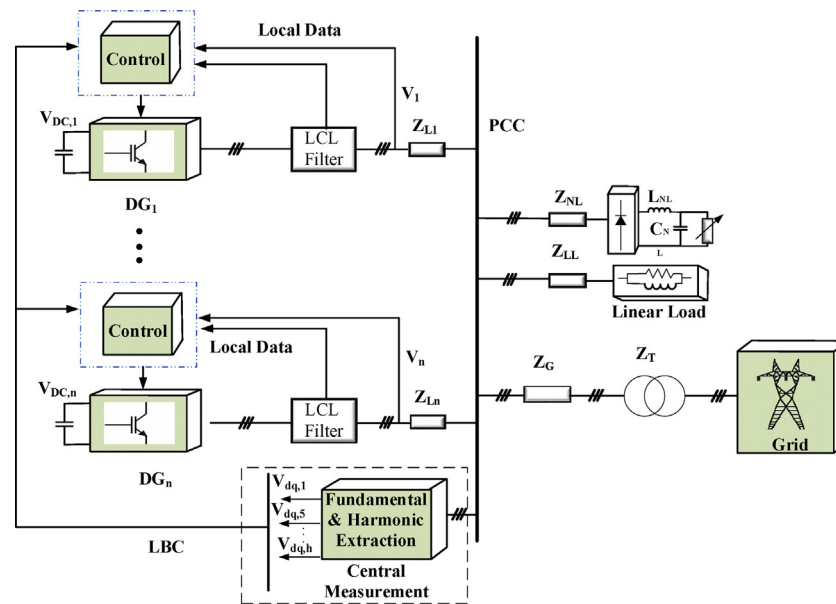 Control
Local Data
V1
VDC,1
LCL
Filter
ZL1
PCC
DG1
ZNL
LNL
CN
L
ZLL
Linear Load
Control
Local Data
Vn
VDC,n
LCL
Filter
ZLn
DGn
ZG
ZT
Grid
Vdq,1
Vdq,5
Vdq,h
Fundamental
& Harmonic
Extraction
LBC
Central
Measurement